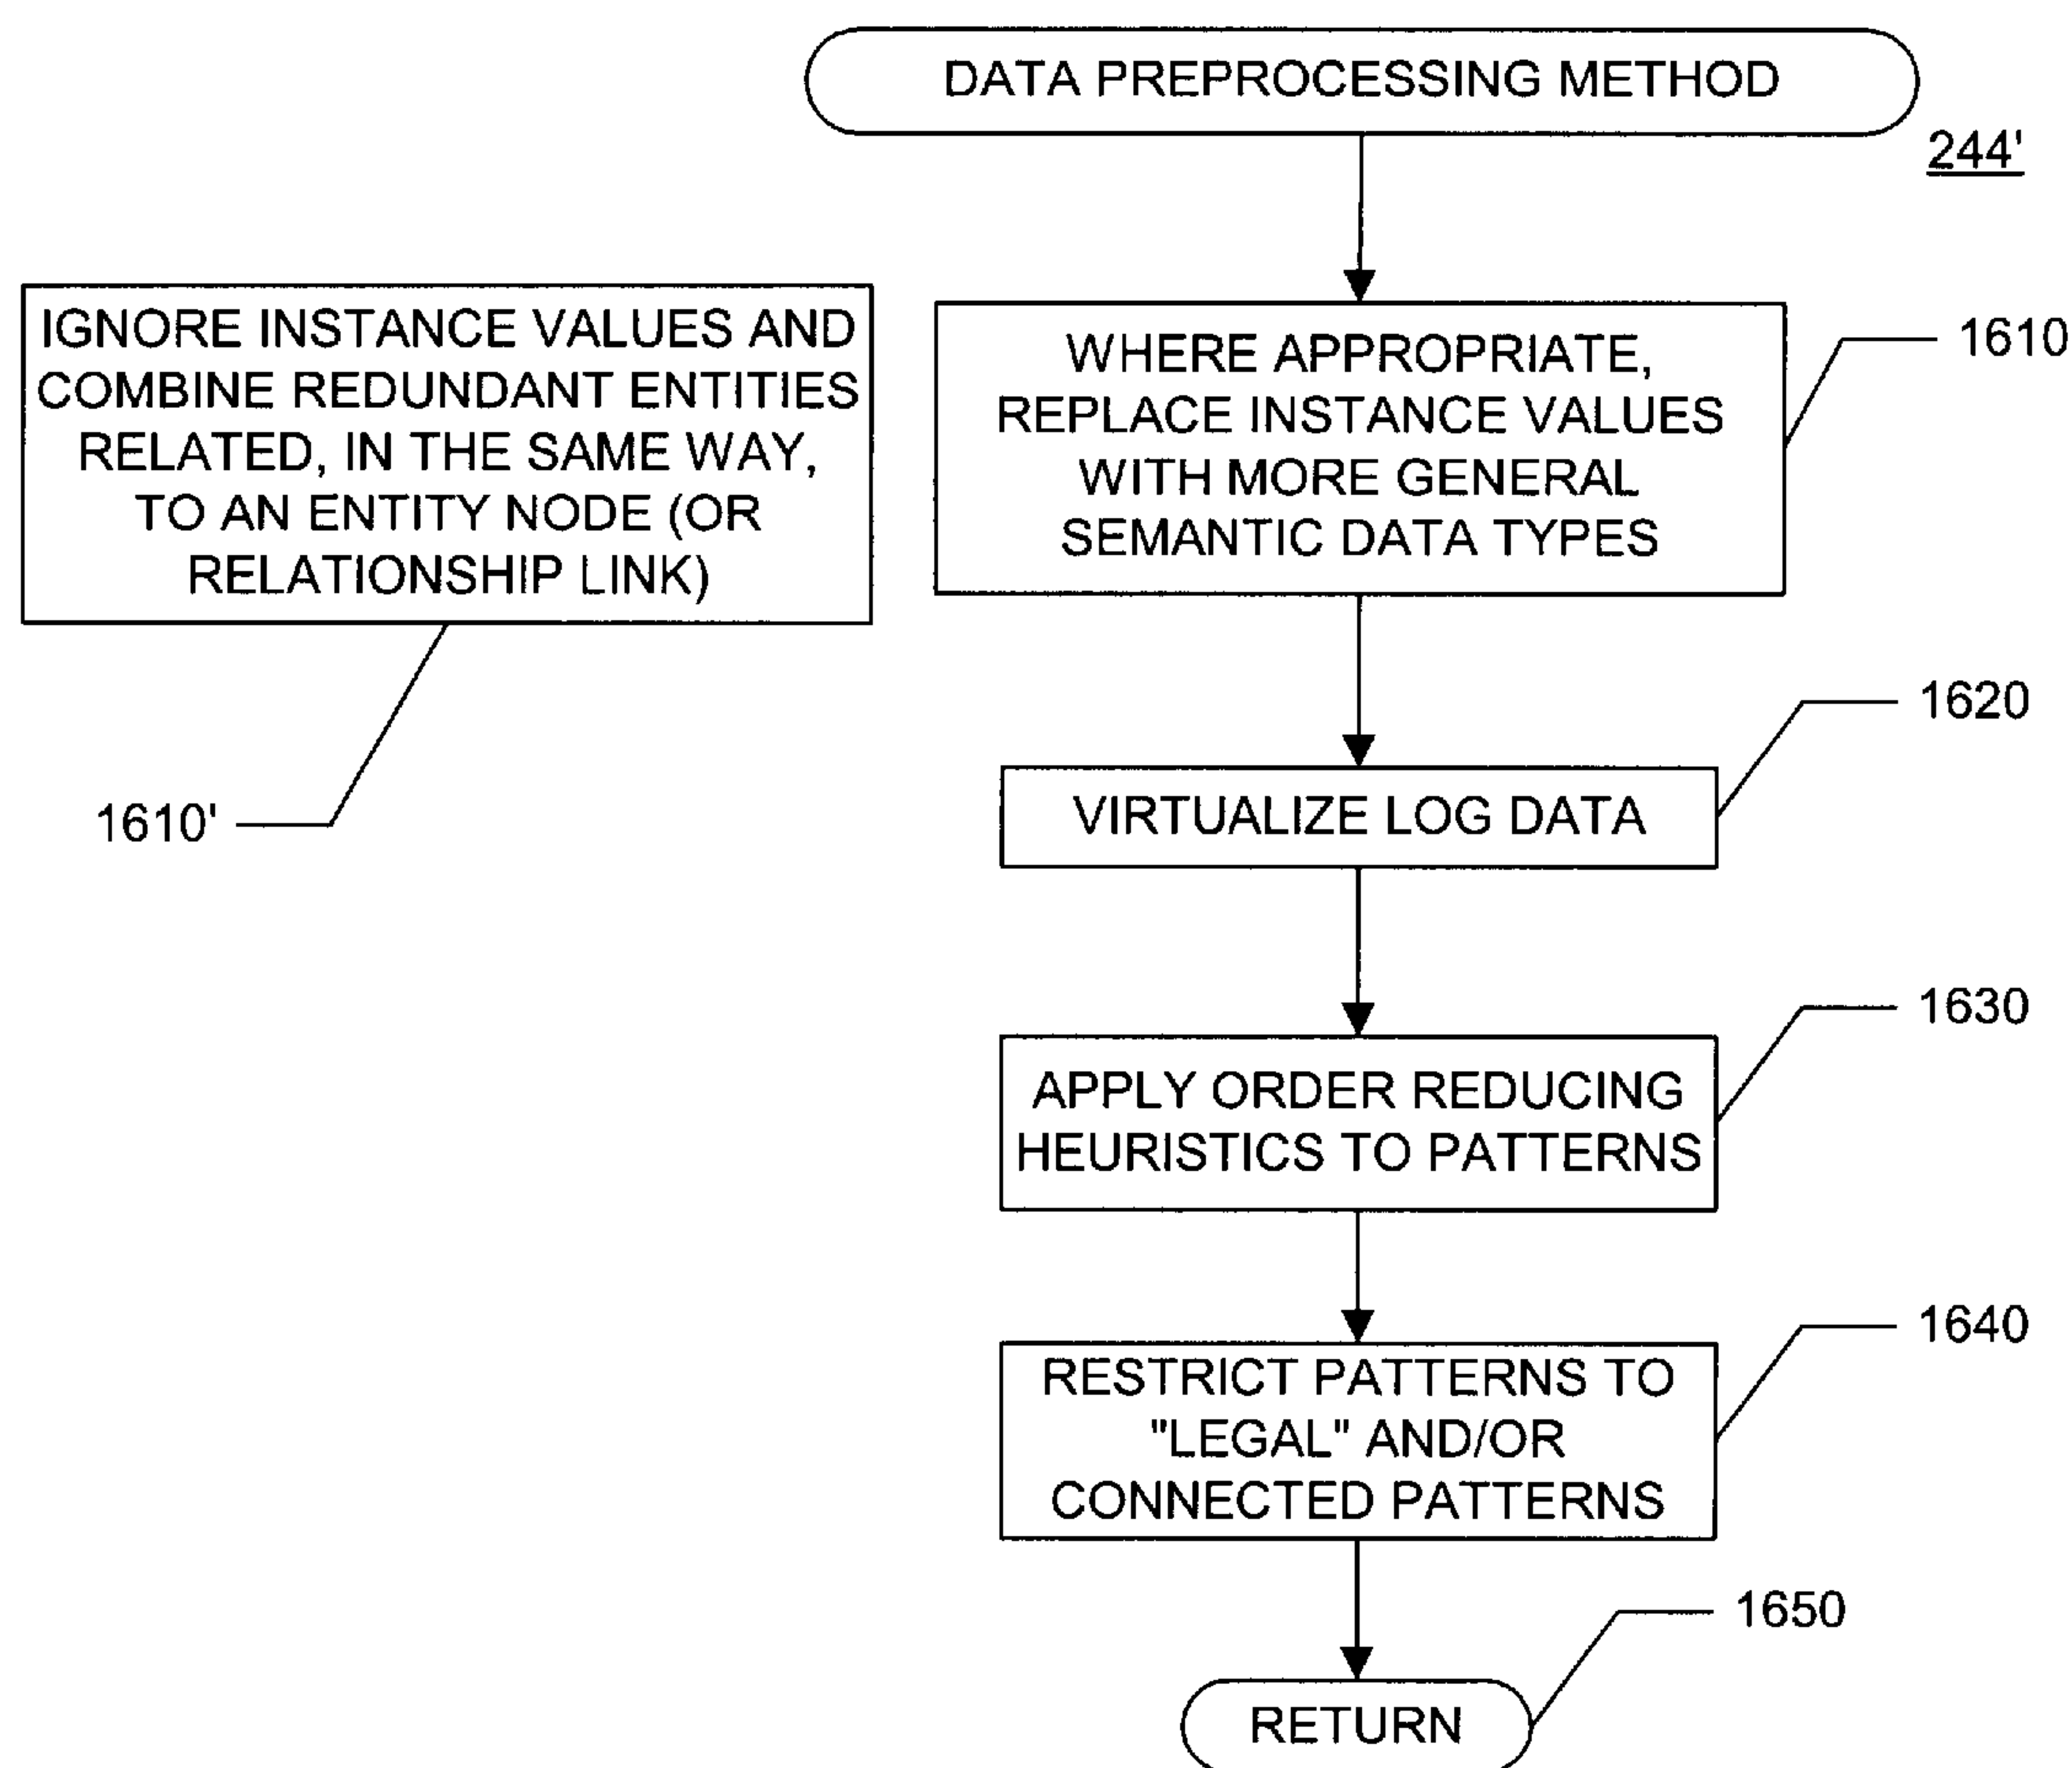 DATA PREPROCESSING METHOD
244'
IGNORE INSTANCE VALUES AND
COMBINE REDUNDANT ENTITIES
RELATED, IN THE SAME WAY,
TO AN ENTITY NODE (OR
RELATIONSHIP LINK)
1610'
WHERE APPROPRIATE,
REPLACE INSTANCE VALUES
WITH MORE GENERAL
SEMANTIC DATA TYPES
1610
1620
VIRTUALIZE LOG DATA
1630
APPLY ORDER REDUCING
HEURISTICS TO PATTERNS
1640
RESTRICT PATTERNS TO
"LEGAL" AND/OR
CONNECTED PATTERNS
1650
RETURN